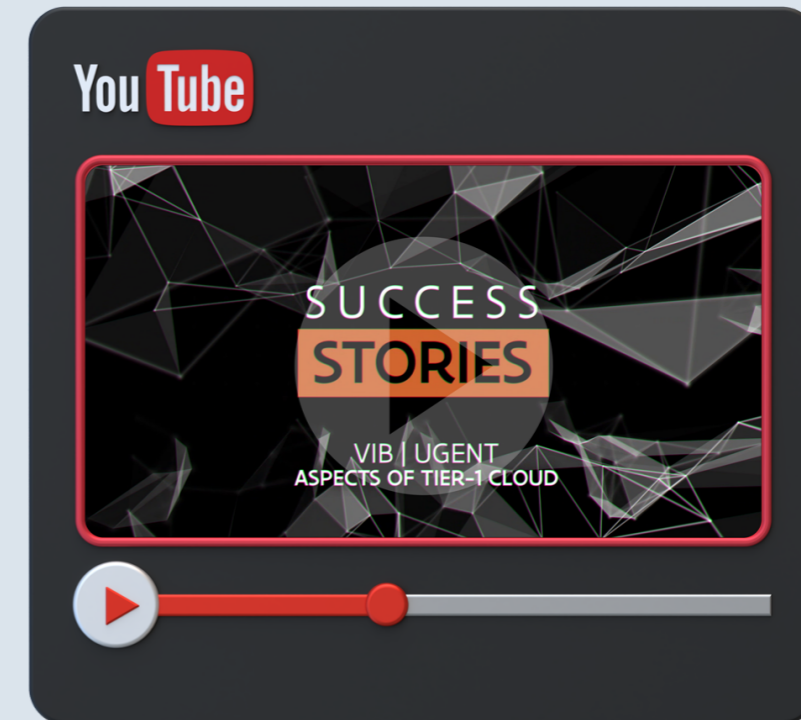 YouTube
SUCCESS
STORIES
VIB | UGENT
ASPECTS OF TIER-1 CLOUD